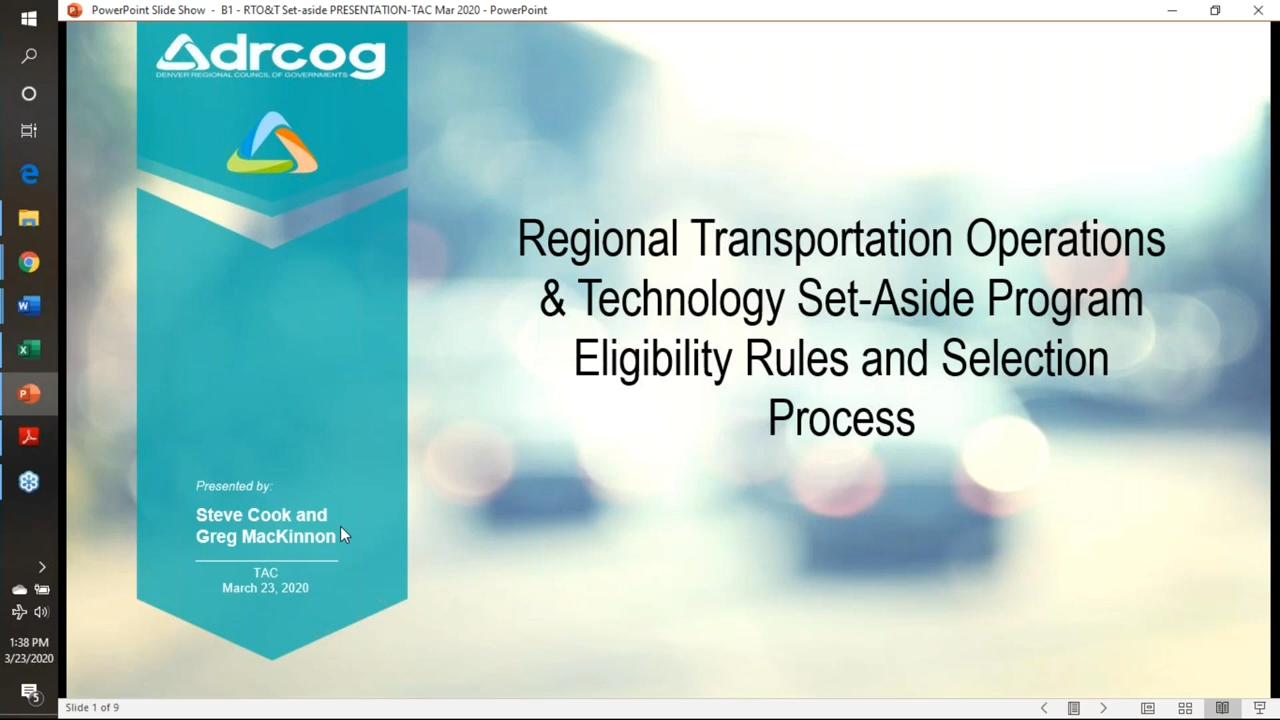 PowerPoint Slide Show - B1 - RTO&T Set-aside PRESENTATION-TAC Mar 2020 - PowerPoint
drcog
DENVER REGIONAL COUNCIL OF GOVERNMENTS
Regional Transportation Operations
& Technology Set-Aside Program
Eligibility Rules and Selection
Process
Presented by:
Steve Cook and
Greg MacKinnon
TAC
March 23, 2020
1:38 PM
3/23/2020
5
Slide 1 of 9